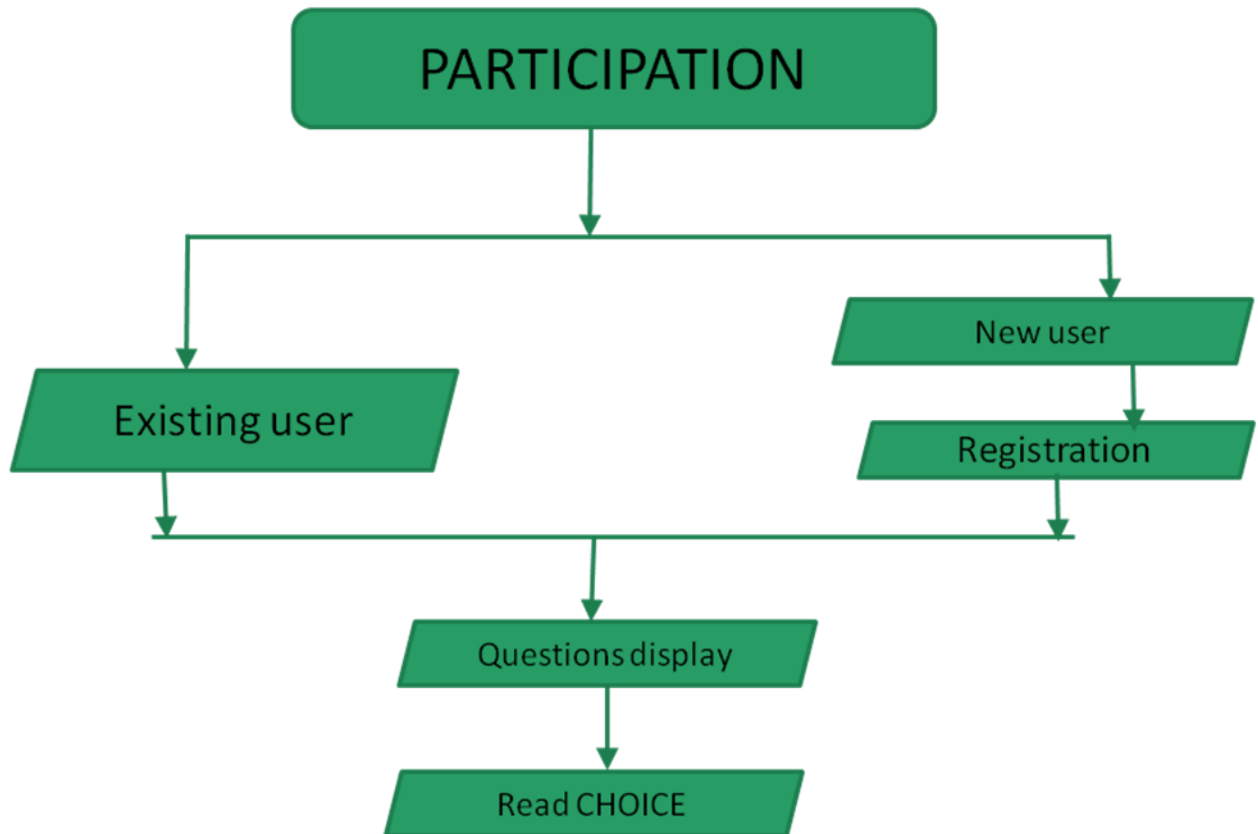 PARTICIPATION
New user
Existing user
Registration
Questions display
Read CHOICE